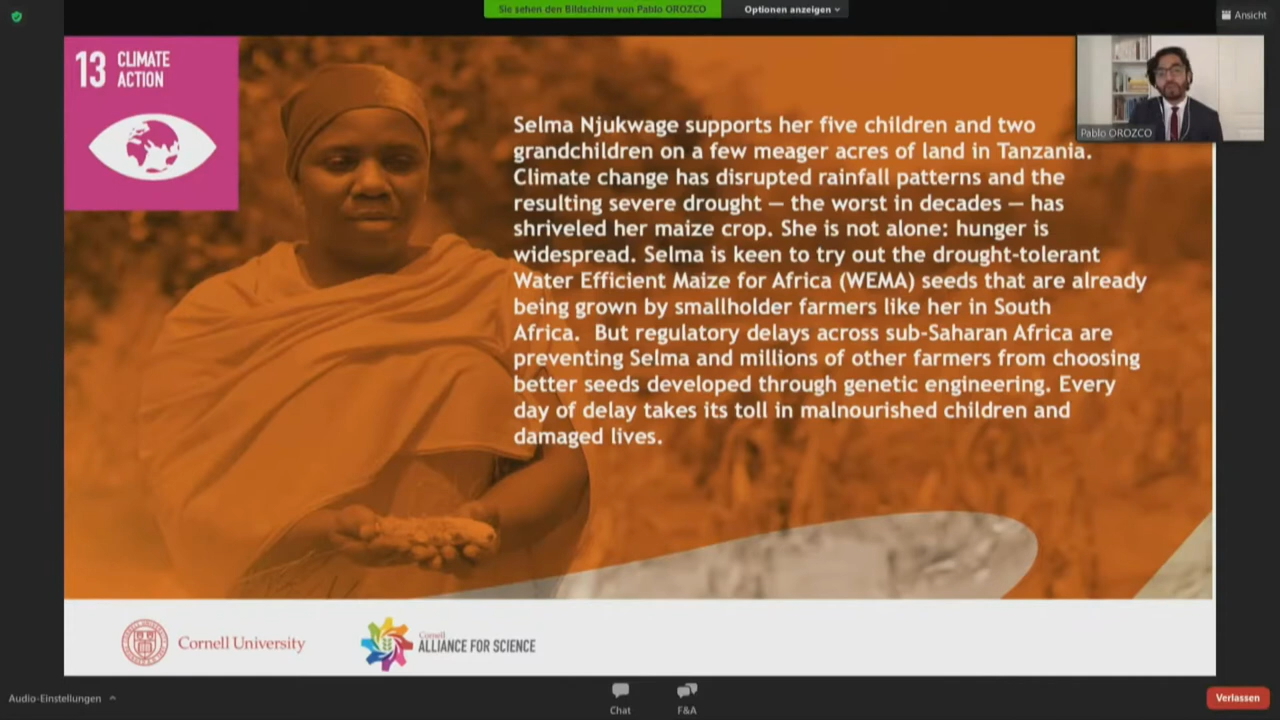 Sie sehen den Bildschirm von Pablo OROZCO
Optionen anzeigen
Ansicht
13 CLIMATE
ACTION
Pablo OROZCO
Selma Njukwage supports her five children and two
grandchildren on a few meager acres of land in Tanzania.
Climate change has disrupted rainfall patterns and the
resulting severe drought — the worst in decades — has
shriveled her maize crop. She is not alone: hunger is
widespread. Selma is keen to try out the drought-tolerant
Water Efficient Maize for Africa (WEMA) seeds that are already
being grown by smallholder farmers like her in South
Africa.  But regulatory delays across sub-Saharan Africa are
preventing Selma and millions of other farmers from choosing
better seeds developed through genetic engineering. Every
day of delay takes its toll in malnourished children and
damaged lives.
Cornell University
Cornell
ALLIANCE FOR SCIENCE
Audio-Einstellungen
Chat
F&A
Verlassen